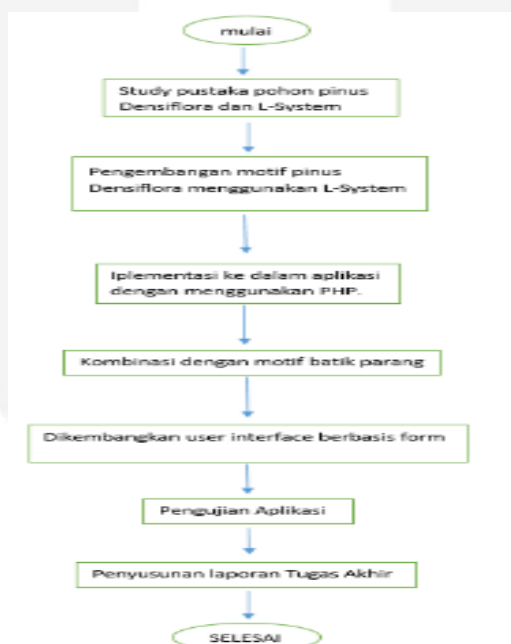 mulai
Study pustaka pohon pinus
Densiflora dan L-System
Pengembangan motif pinus
Densiflora menggunakan L-System
Iplementasi ke dalam aplikasi
dengan menggunakan PHP.
Kombinasi dengan motif batik parang
Dikembangkan user interface berbasis form
Pengujian Aplikasi
Penyusunan laporan Tugas Akhir
SELESAI